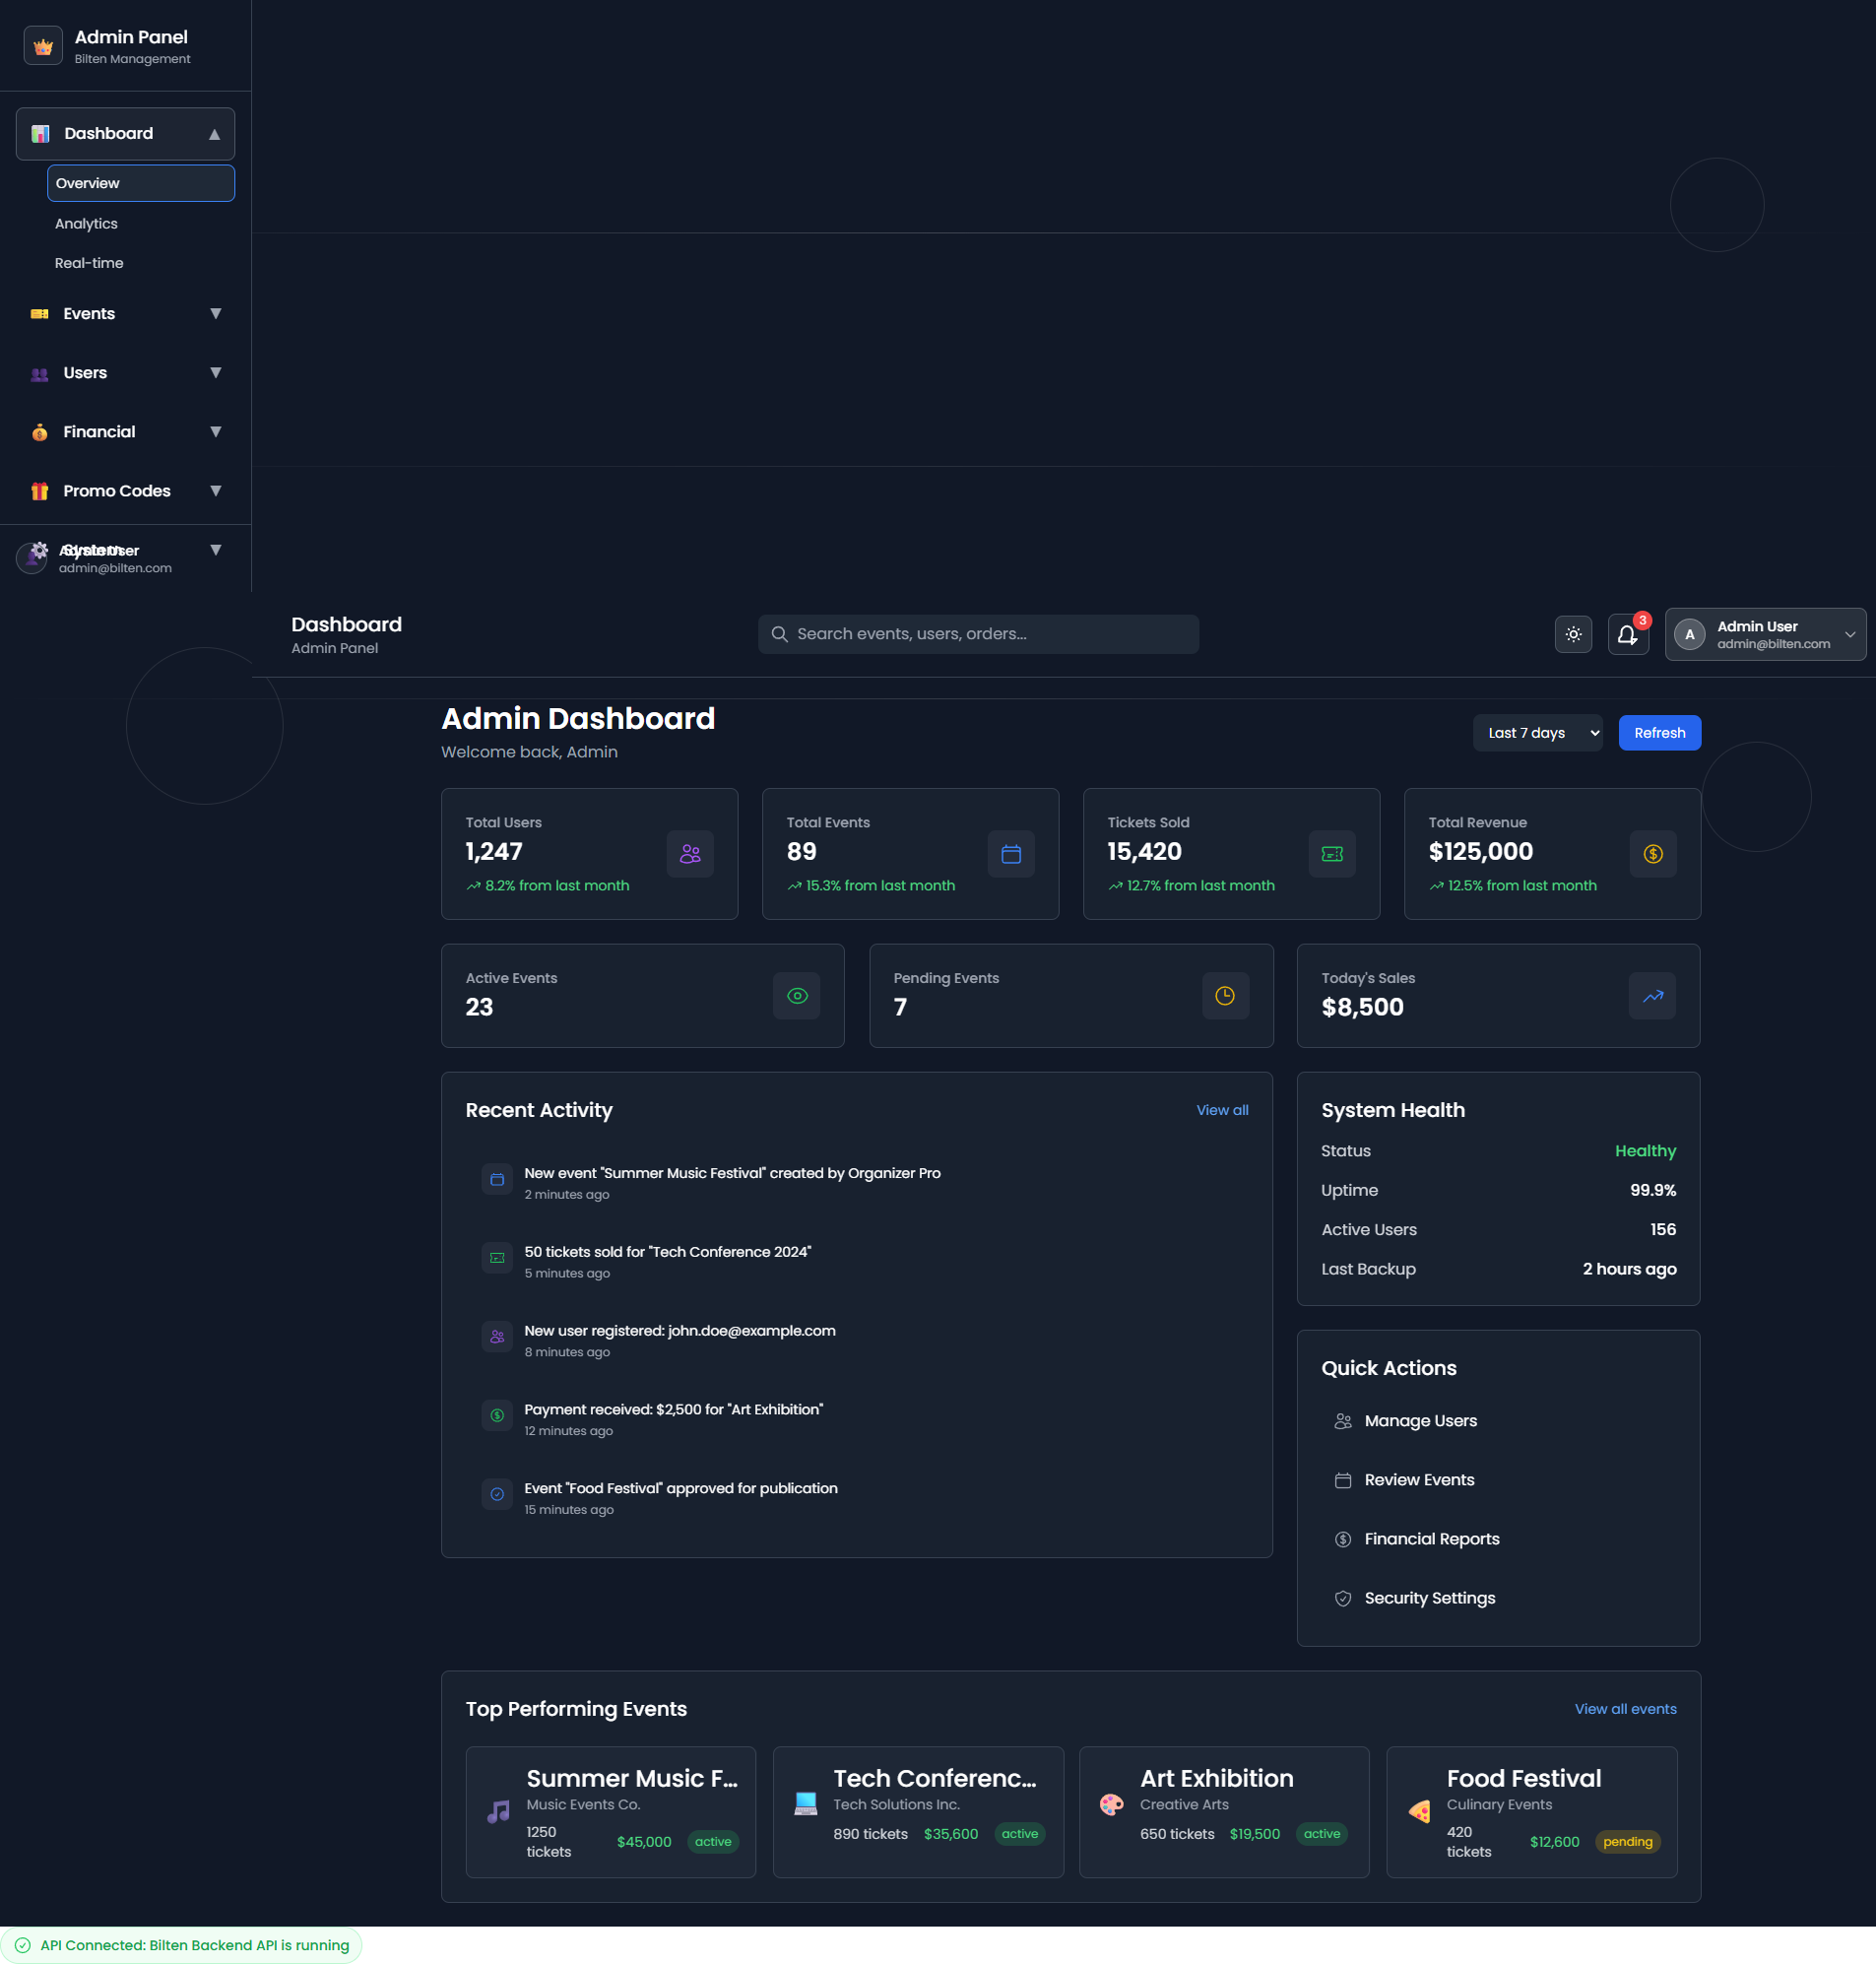 Admin Panel
Bilten Management
Dashboard
Overview
Analytics
Real-time
Events
Users
Financial
Promo Codes
System
Admin User
admin@bilten.com
Dashboard
Admin Panel
Search events, users, orders...
3
A
Admin User
admin@bilten.com
Admin Dashboard
Welcome back, Admin
Last 7 days
Refresh
Total Users
1,247
8.2% from last month
Total Events
89
15.3% from last month
Tickets Sold
15,420
12.7% from last month
Total Revenue
$125,000
12.5% from last month
Active Events
23
Pending Events
7
Today's Sales
$8,500
Recent Activity
View all
New event "Summer Music Festival" created by Organizer Pro
2 minutes ago
50 tickets sold for "Tech Conference 2024"
5 minutes ago
New user registered: john.doe@example.com
8 minutes ago
Payment received: $2,500 for "Art Exhibition"
12 minutes ago
Event "Food Festival" approved for publication
15 minutes ago
System Health
Status Healthy
Uptime 99.9%
Active Users 156
Last Backup 2 hours ago
Quick Actions
Manage Users
Review Events
Financial Reports
Security Settings
Top Performing Events
View all events
Summer Music F...
Music Events Co.
1250 tickets $45,000 active
Tech Conferenc...
Tech Solutions Inc.
890 tickets $35,600 active
Art Exhibition
Creative Arts
650 tickets $19,500 active
Food Festival
Culinary Events
420 tickets $12,600 pending
API Connected: Bilten Backend API is running